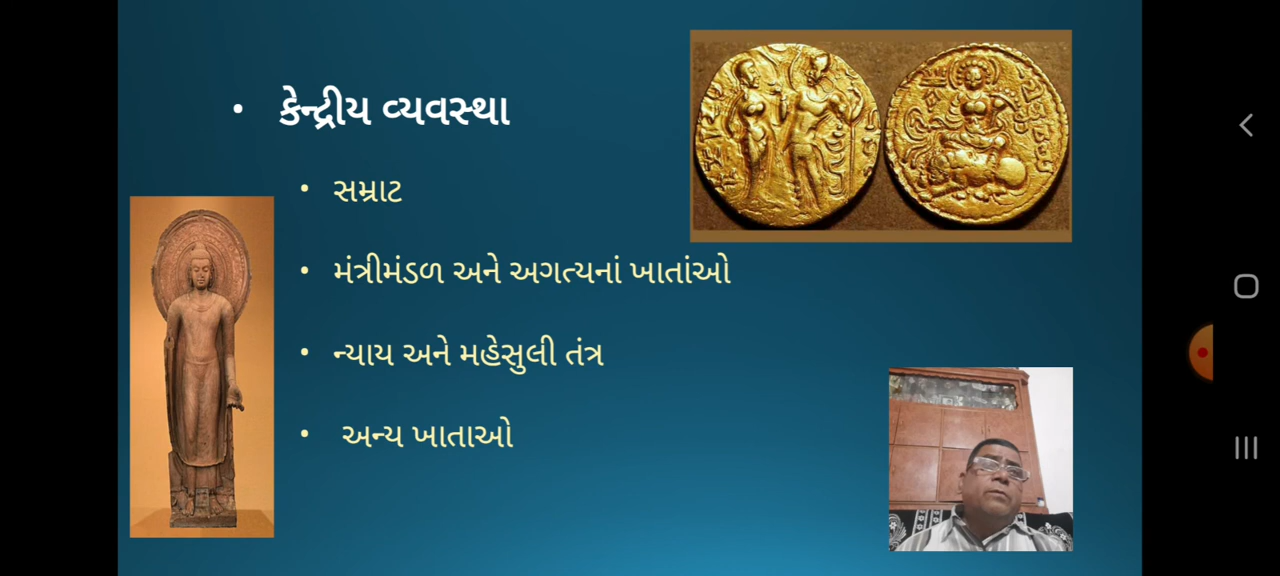 • કેન્દ્રીય વ્યવસ્થા
• સમ્રાટ
• મંત્રીમંડળ અને અગત્યનાં ખાતાંઓ
• ન્યાય અને મહેસુલી તંત્ર
• અન્ય ખાતાઓ